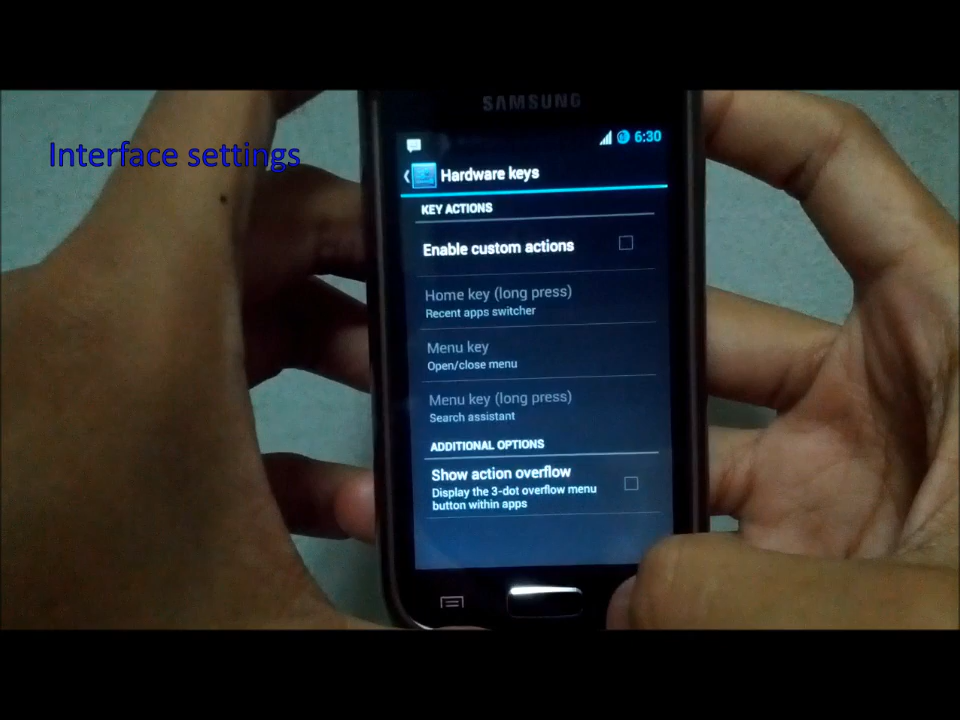 SAMSUNG
Interface settings
6:30
Hardware keys
KEY ACTIONS
Enable custom actions
Home key (long press)
Recent apps switcher
Menu key
Open/close menu
Menu key (long press)
Search assistant
ADDITIONAL OPTIONS
Show action overflow
Display the 3-dot overflow menu
button within apps